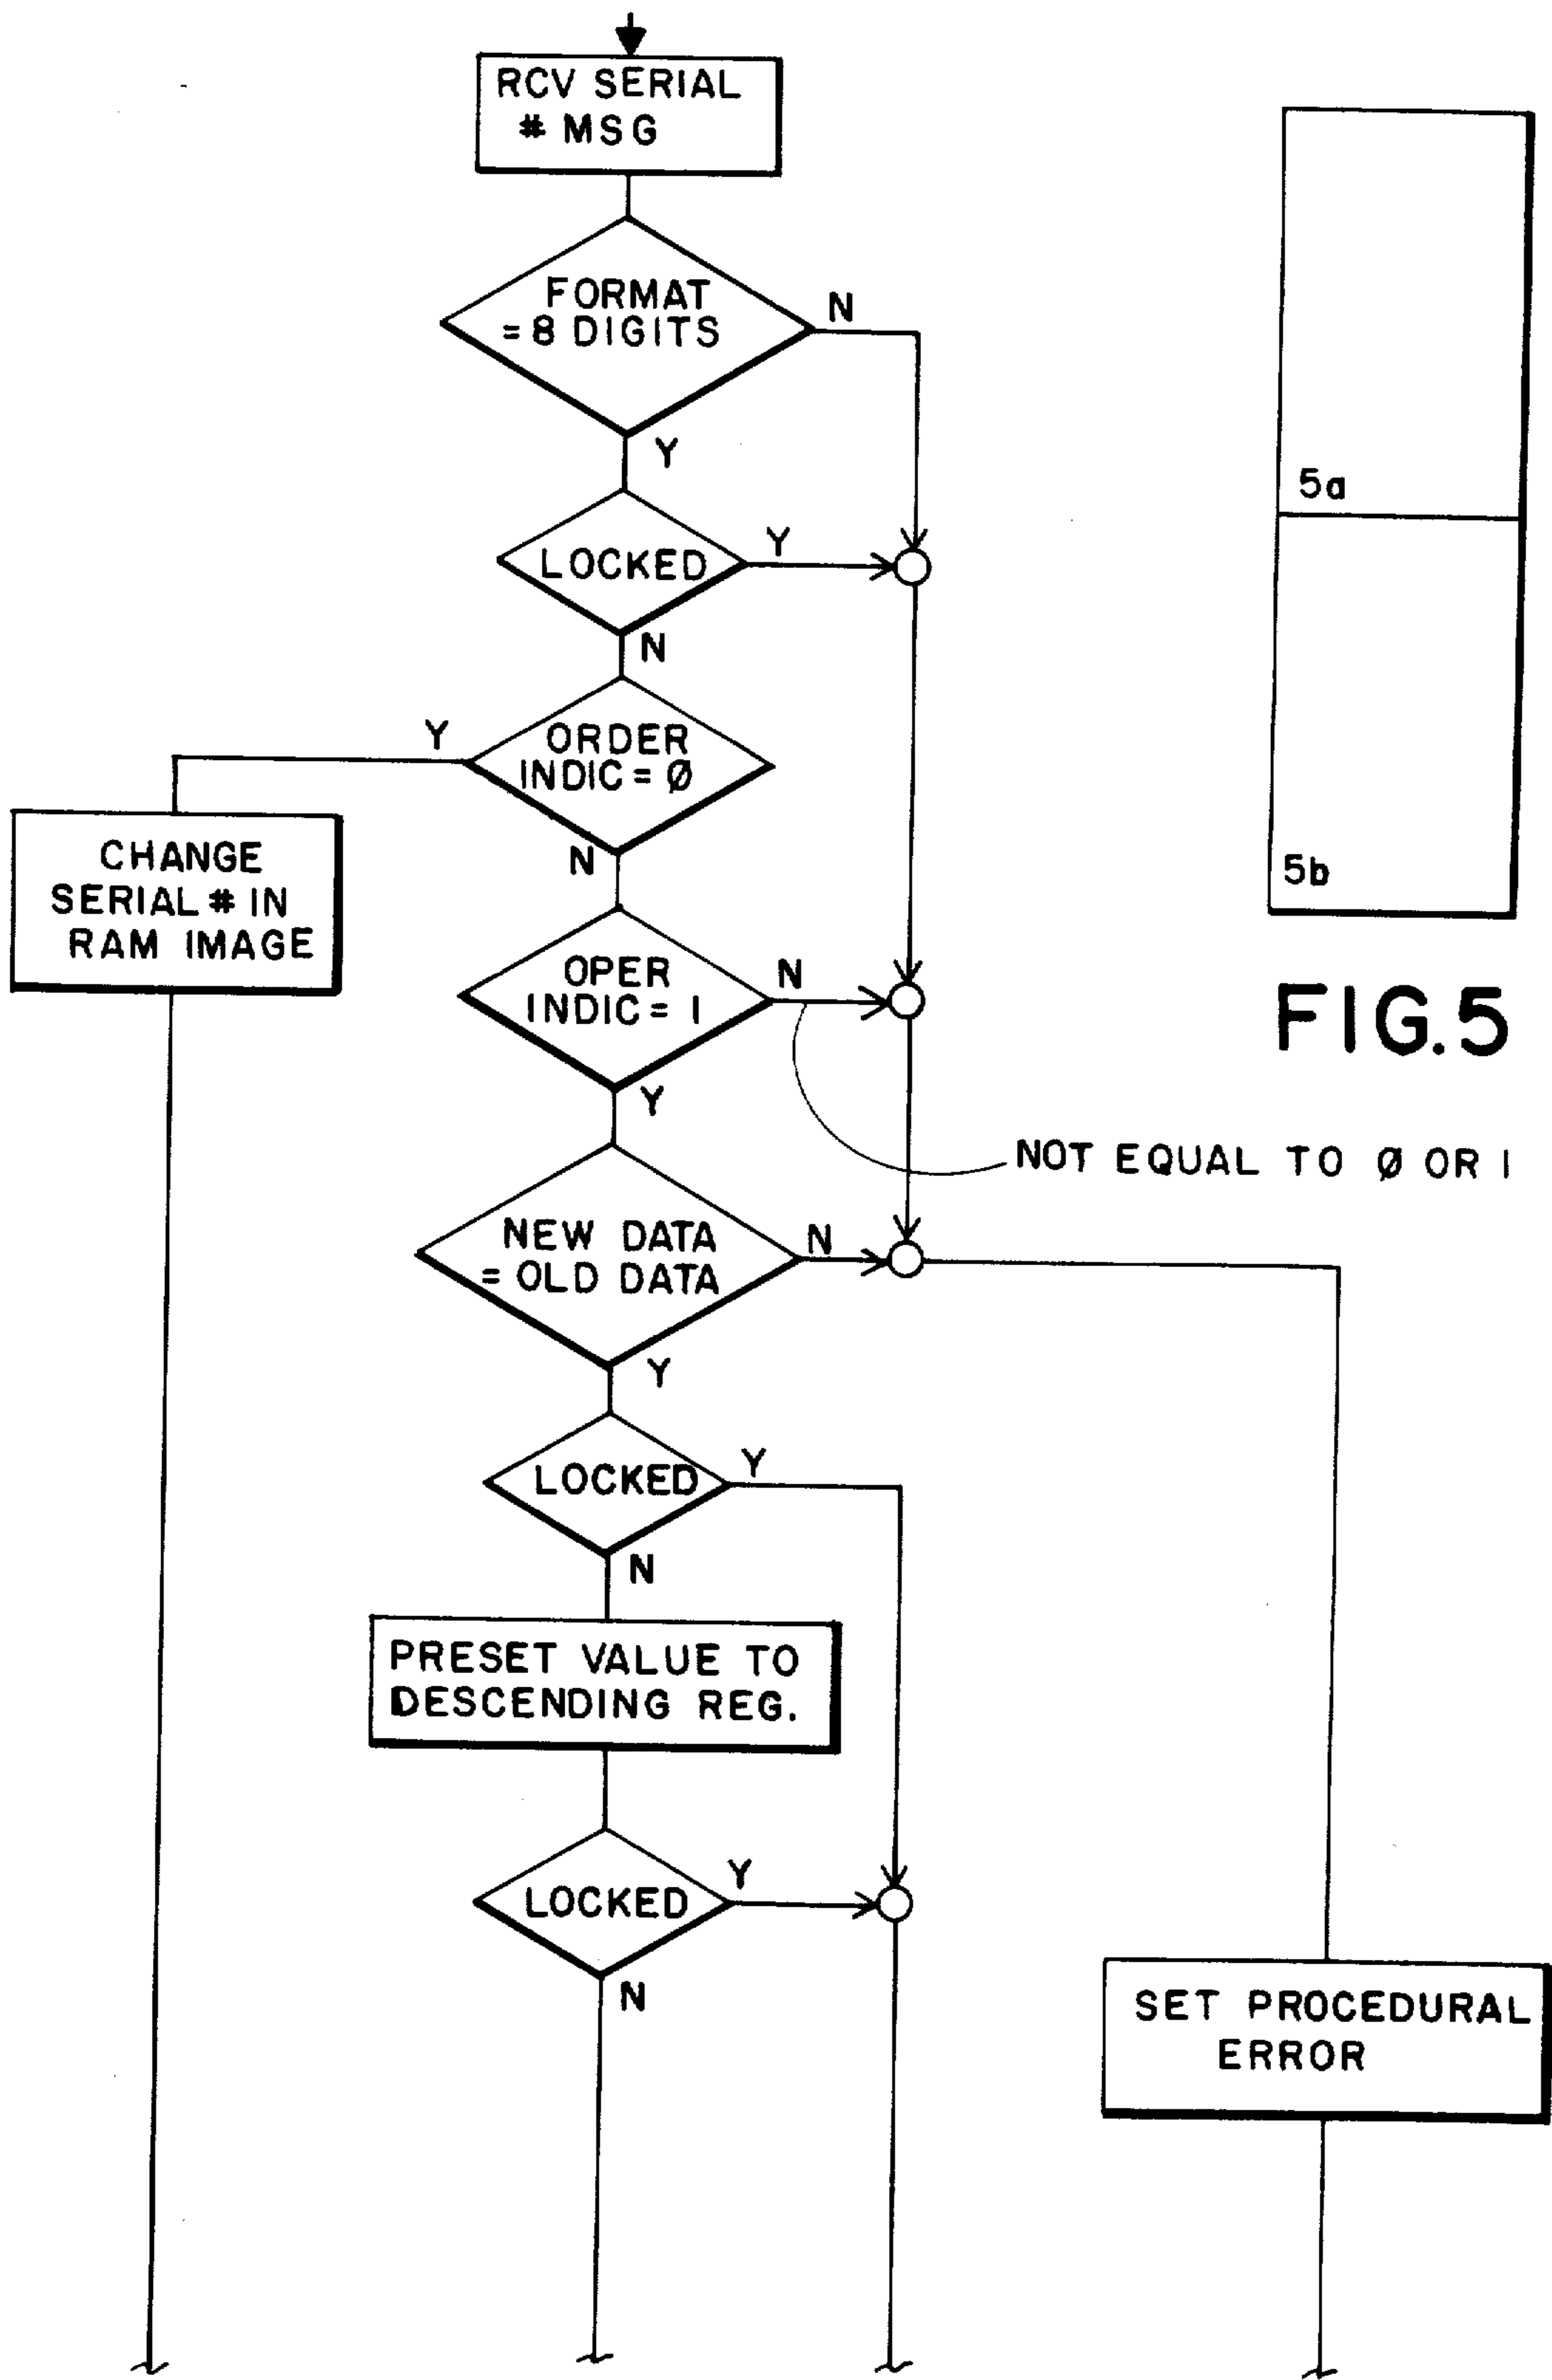 RCV SERIAL
# MSG
FORMAT
= 8 DIGITS
N
Y
LOCKED
Y
N
ORDER
INDIC = Ø
Y
N
CHANGE
SERIAL # IN
RAM IMAGE
OPER
INDIC = 1
N
Y
NOT EQUAL TO Ø OR 1
NEW DATA
= OLD DATA
N
Y
LOCKED
Y
N
PRESET VALUE TO
DESCENDING REG.
LOCKED
Y
N
SET PROCEDURAL
ERROR
5a
5b
FIG.5